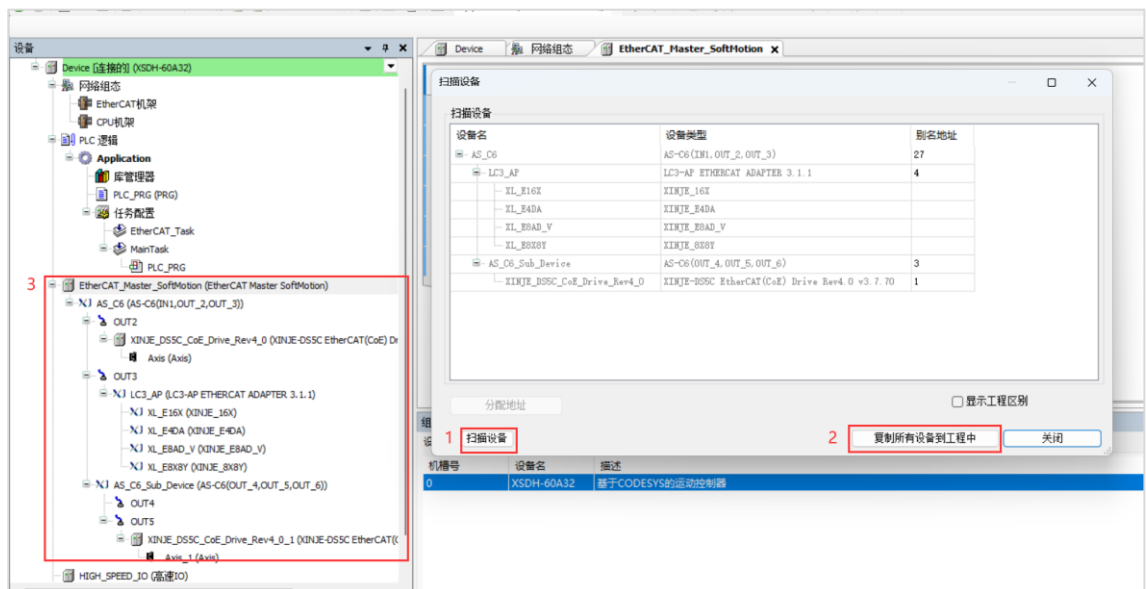 设备
Device [连接的] (XSDH-60A32)
网络组态
EtherCAT机架
CPU机架
PLC 逻辑
Application
库管理器
PLC_PRG (PRG)
任务配置
EtherCAT_Task
MainTask
PLC_PRG
3
EtherCAT_Master_SoftMotion (EtherCAT Master SoftMotion)
AS_C6 (AS-C6(IN1,OUT_2,OUT_3))
OUT2
XINJE_DS5C_CoE_Drive_Rev4_0 (XINJE-DS5C EtherCAT(CoE) Dr
Axis (Axis)
OUT3
LC3_AP (LC3-AP ETHERCAT ADAPTER 3.1.1)
XL_E16X (XINJE_16X)
XL_E4DA (XINJE_E4DA)
XL_E8AD_V (XINJE_E8AD_V)
XL_E8X8Y (XINJE_8X8Y)
AS_C6_Sub_Device (AS-C6(OUT_4,OUT_5,OUT_6))
OUT4
OUT5
XINJE_DS5C_CoE_Drive_Rev4_0_1 (XINJE-DS5C EtherCAT(C
Axis_1 (Axis)
HIGH_SPEED_IO (高速IO)
Device 网络组态 EtherCAT_Master_SoftMotion
扫描设备
扫描设备
设备名 设备类型 别名地址
AS_C6 AS-C6(IN1,OUT_2,OUT_3) 27
LC3_AP LC3-AP ETHERCAT ADAPTER 3.1.1 4
XL_E16X XINJE_16X
XL_E4DA XINJE_E4DA
XL_E8AD_V XINJE_E8AD_V
XL_E8X8Y XINJE_8X8Y
AS_C6_Sub_Device AS-C6(OUT_4,OUT_5,OUT_6) 3
XINJE_DS5C_CoE_Drive_Rev4_0 XINJE-DS5C EtherCAT(CoE) Drive Rev4.0 v3.7.70 1
分配地址 显示工程区别
1 扫描设备 2 复制所有设备到工程中 关闭
机槽号 设备名 描述
0 XSDH-60A32 基于CODESYS的运动控制器